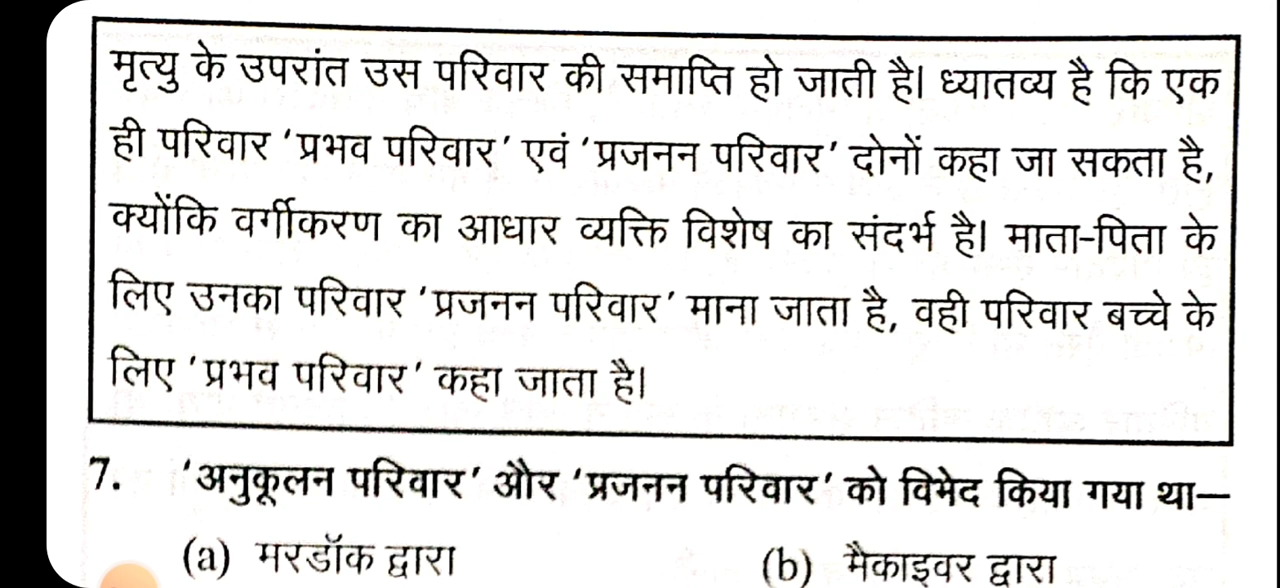 मृत्यु के उपरांत उस परिवार की समाप्ति हो जाती है। ध्यातव्य है कि एक
ही परिवार ‘प्रभव परिवार’ एवं ‘प्रजनन परिवार’ दोनों कहा जा सकता है,
क्योंकि वर्गीकरण का आधार व्यक्ति विशेष का संदर्भ है। माता-पिता के
लिए उनका परिवार ‘प्रजनन परिवार’ माना जाता है, वही परिवार बच्चे के
लिए ‘प्रभव परिवार’ कहा जाता है।
7. ‘अनुकूलन परिवार’ और ‘प्रजनन परिवार’ को विभेद किया गया था—
(a) मरडॉक द्वारा (b) मैकाइवर द्वारा